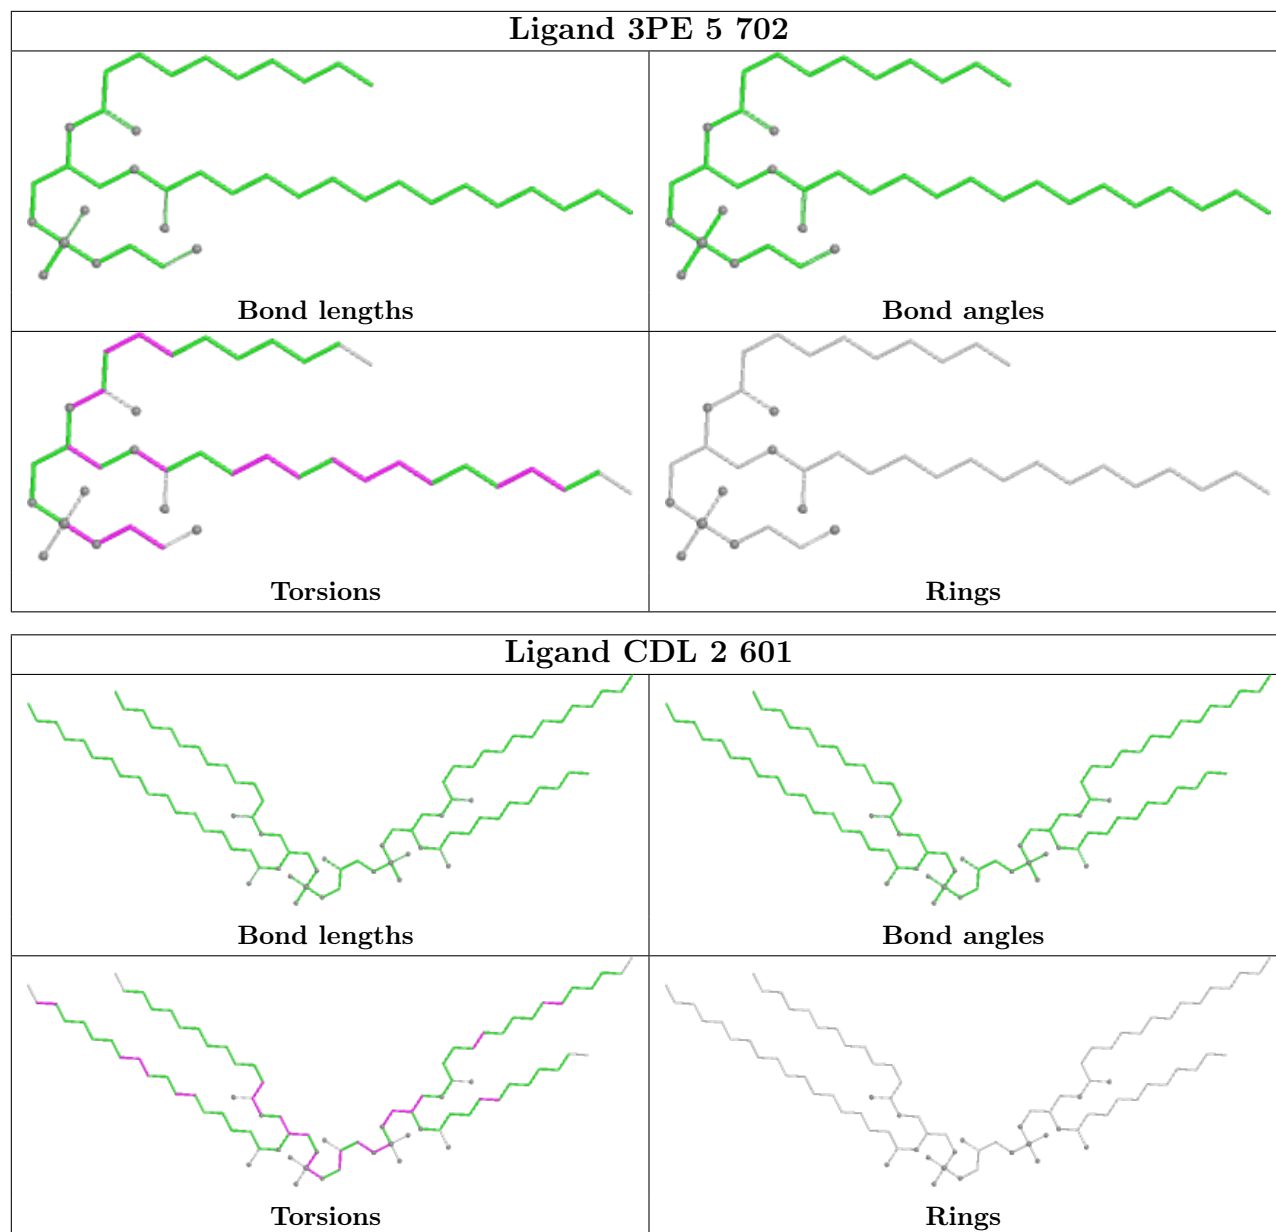 Ligand 3PE 5 702
Bond lengths
Bond angles
Torsions
Rings
Ligand CDL 2 601
Bond lengths
Bond angles
Torsions
Rings